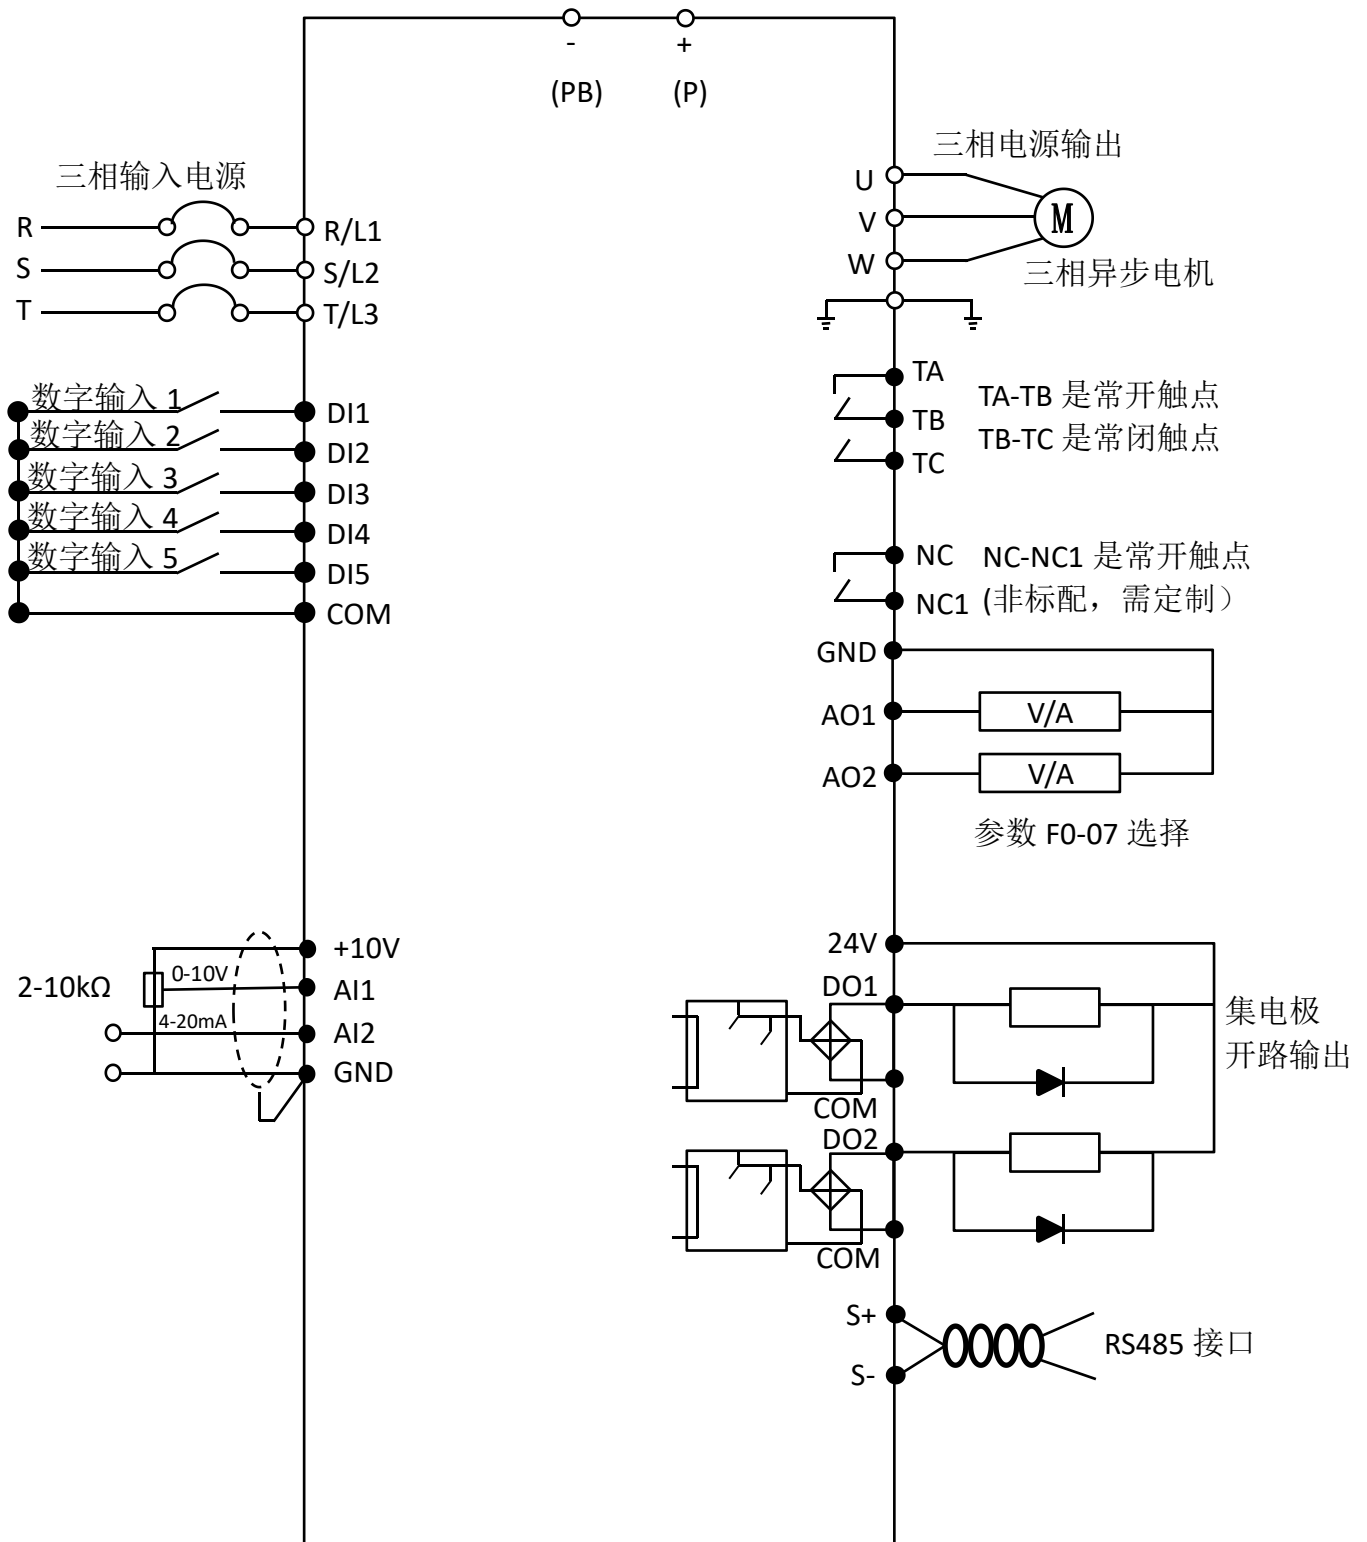 - +
(PB) (P)
三相输入电源
R R/L1
S S/L2
T T/L3
数字输入 1 DI1
数字输入 2 DI2
数字输入 3 DI3
数字输入 4 DI4
数字输入 5 DI5
COM
2-10kΩ
0-10V
4-20mA
+10V
AI1
AI2
GND
三相电源输出
U
V
W
M
三相异步电机
TA
TB
TC
TA-TB 是常开触点
TB-TC 是常闭触点
NC NC-NC1 是常开触点
NC1 (非标配，需定制）
GND
AO1 V/A
AO2 V/A
参数 F0-07 选择
24V
DO1
COM
DO2
COM
集电极
开路输出
S+
S-
RS485 接口